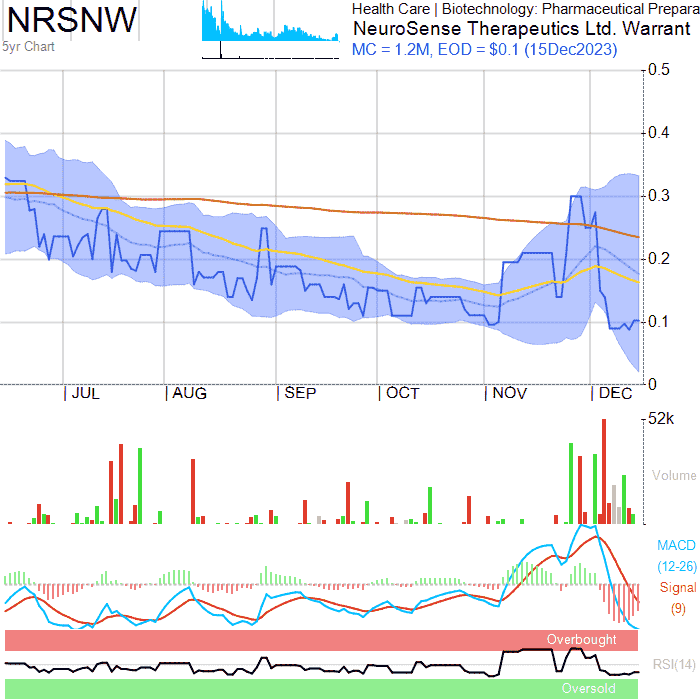 NRSNW
5yr Chart
Health Care | Biotechnology: Pharmaceutical Prepara
NeuroSense Therapeutics Ltd. Warrant
MC = 1.2M, EOD = $0.1 (15Dec2023)
0.5
0.4
0.3
0.2
0.1
0
JUL
AUG
SEP
OCT
NOV
DEC
52k
Volume
MACD
(12-26)
Signal
(9)
Overbought
RSI(14)
Oversold